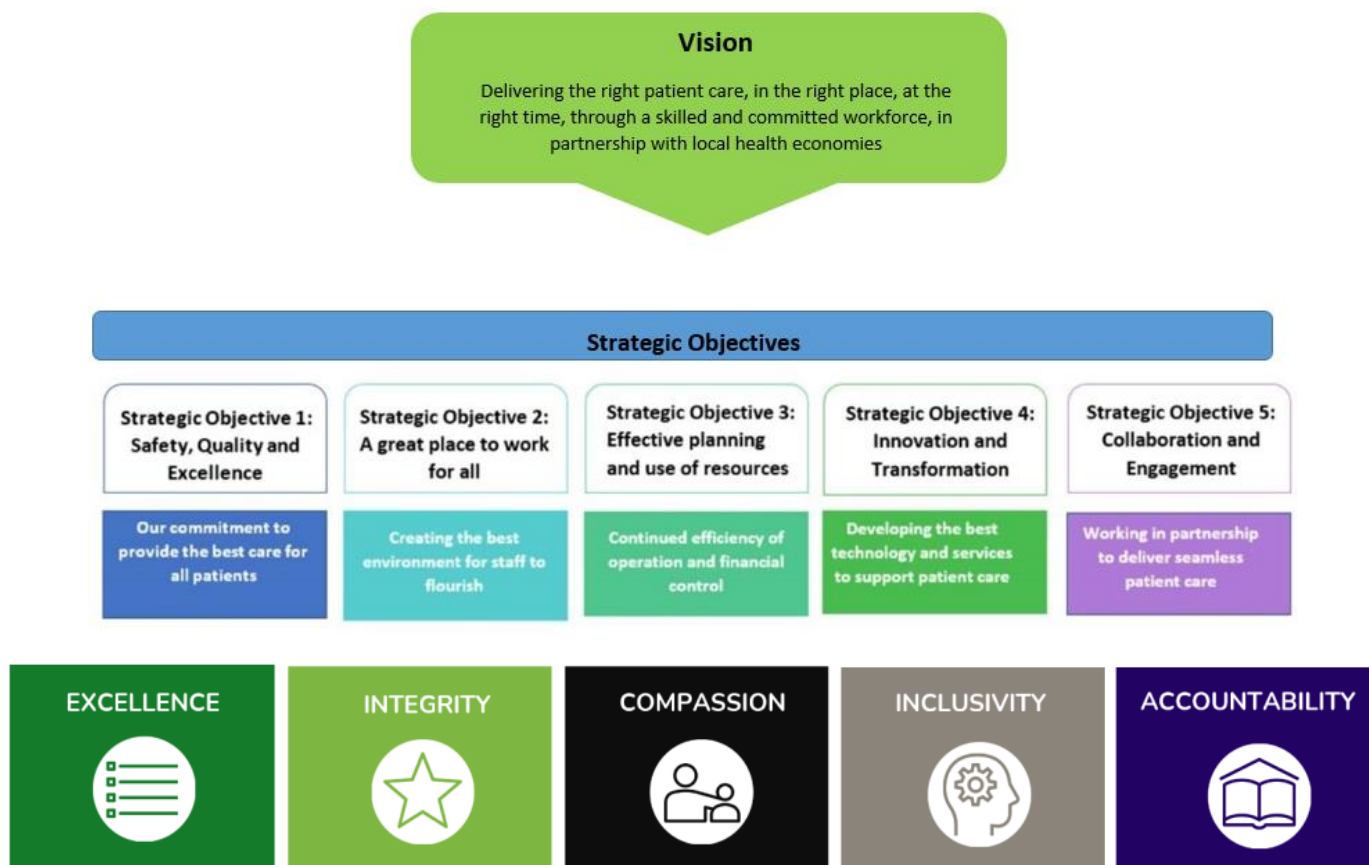 Vision
Delivering the right patient care, in the right place, at the
right time, through a skilled and committed workforce, in
partnership with local health economies
Strategic Objectives
Strategic Objective 1:
Safety, Quality and
Excellence
Strategic Objective 2:
A great place to work
for all
Strategic Objective 3:
Effective planning
and use of resources
Strategic Objective 4:
Innovation and
Transformation
Strategic Objective 5:
Collaboration and
Engagement
Our commitment to
provide the best care for
all patients
Creating the best
environment for staff to
flourish
Continued efficiency of
operation and financial
control
Developing the best
technology and services
to support patient care
Working in partnership
to deliver seamless
patient care
EXCELLENCE
INTEGRITY
COMPASSION
INCLUSIVITY
ACCOUNTABILITY